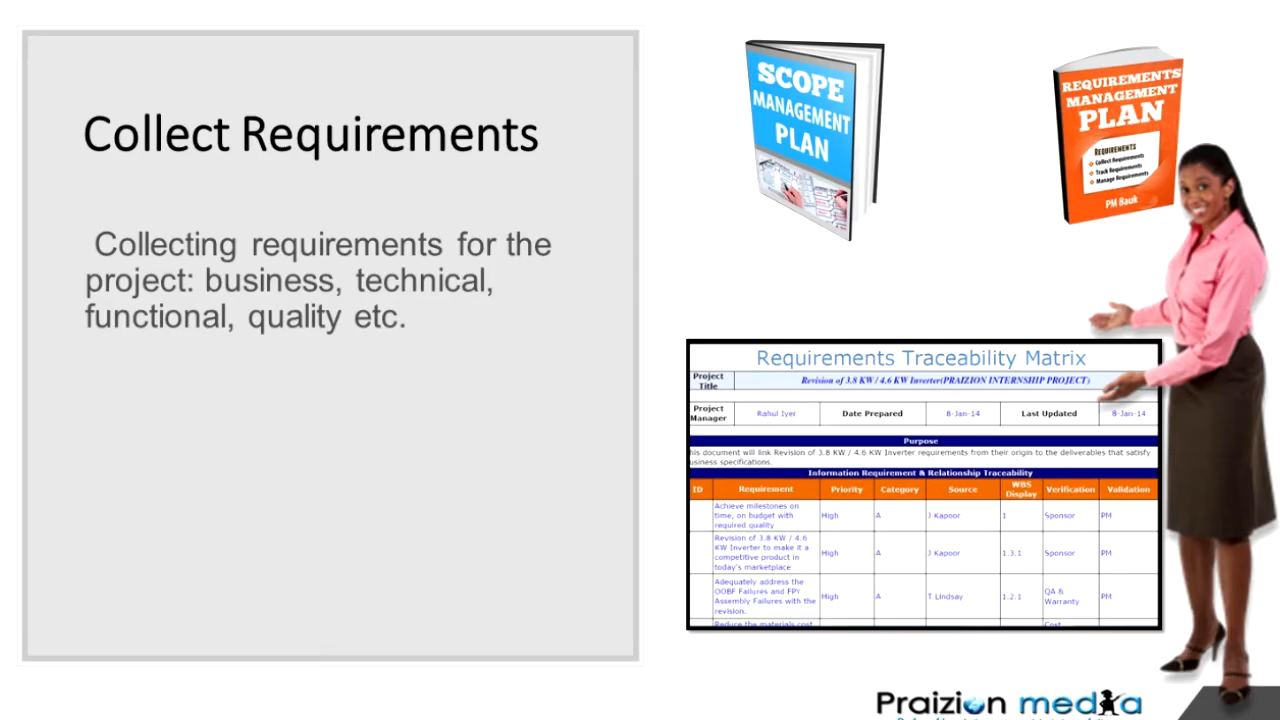 Collect Requirements
Collecting requirements for the
project: business, technical,
functional, quality etc.
SCOPE
MANAGEMENT
PLAN
REQUIREMENTS
MANAGEMENT
PLAN
REQUIREMENTS
Collect Requirements
Track Requirements
Manage Requirements
PM Bauk
Requirements Traceability Matrix
Project Title Revision of 3.8 KW / 4.6 KW Inverter(PRAIZION INTERNSHIP PROJECT)
Project Manager Rahul Iyer Date Prepared 8-Jan-14 Last Updated 8-Jan-14
Purpose
his document will link Revision of 3.8 KW / 4.6 KW Inverter requirements from their origin to the deliverables that satisfy
usiness specifications.
Information Requirement & Relationship Traceability
ID Requirement Priority Category Source WBS Display Verification Validation
Achieve milestones on time, on budget with required quality High A J Kapoor 1 Sponsor PM
Revision of 3.8 KW / 4.6 KW Inverter to make it a competitive product in today's marketplace High A J Kapoor 1.3.1 Sponsor PM
Adequately address the OOBF Failures and FPY Assembly Failures with the revision. High A T Lindsay 1.2.1 QA & Warranty PM
Reduce the materials cost Cost
Praizion media